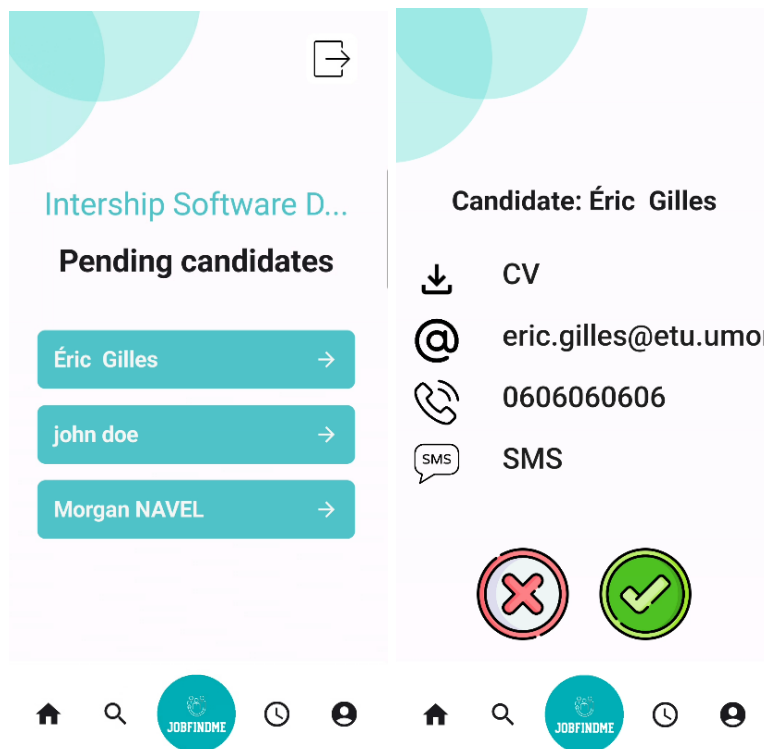 Intership Software D...
Pending candidates
Éric  Gilles
john doe
Morgan NAVEL
JOBFINDME
Candidate: Éric  Gilles
CV
eric.gilles@etu.umor
0606060606
SMS
SMS
JOBFINDME